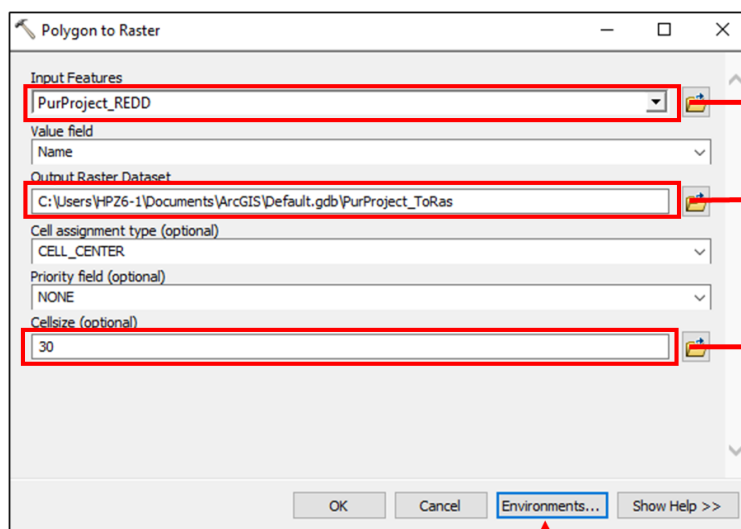 Polygon to Raster
Input Features
PurProject_REDD
Value field
Name
Output Raster Dataset
C:\Users\HPZ6-1\Documents\ArcGIS\Default.gdb\PurProject_ToRas
Cell assignment type (optional)
CELL_CENTER
Priority field (optional)
NONE
Cellsize (optional)
30
OK Cancel Environments... Show Help >>